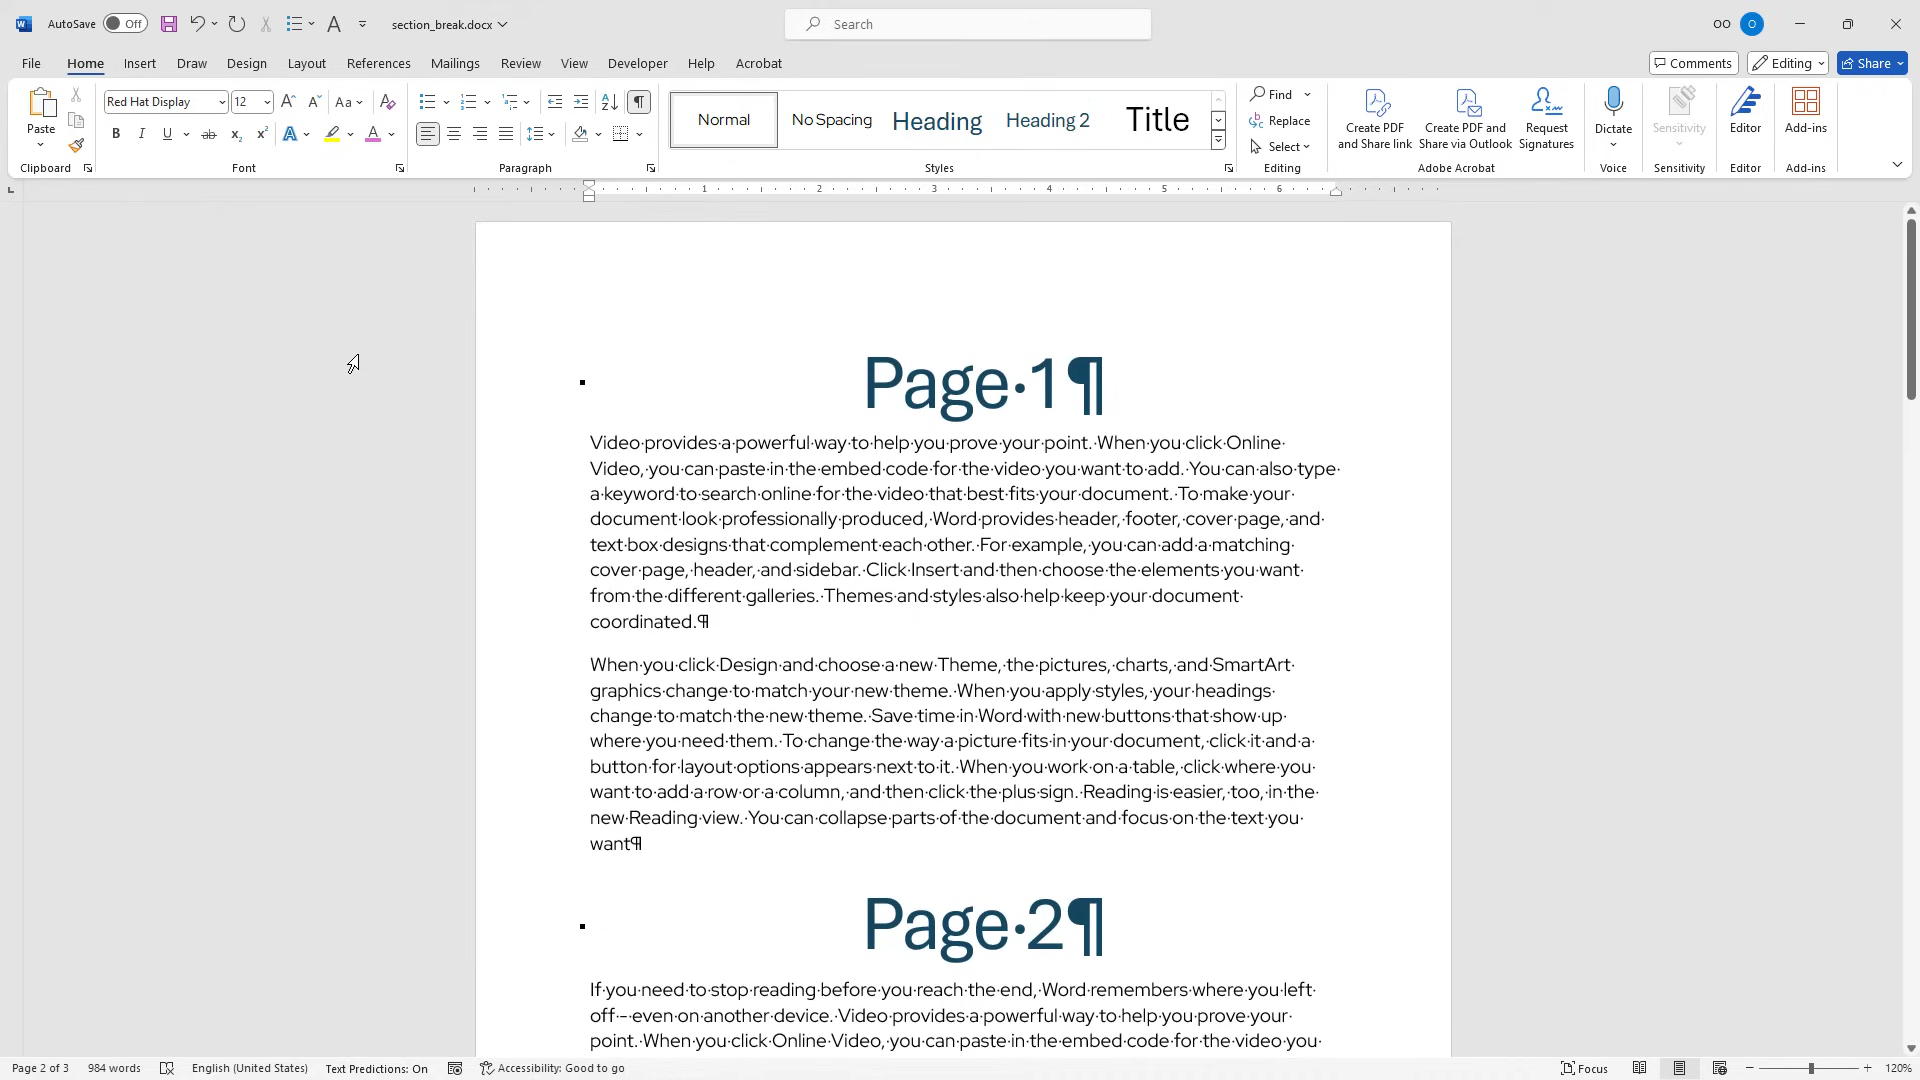 AutoSave Off section_break.docx Search OO O
File Home Insert Draw Design Layout References Mailings Review View Developer Help Acrobat Comments Editing Share
Paste Red Hat Display 12 Normal No Spacing Heading Heading 2 Title Find Replace Select
Create PDF and Share link Create PDF and Share via Outlook Request Signatures Dictate Sensitivity Editor Add-ins
Clipboard Font Paragraph Styles Editing Adobe Acrobat Voice Sensitivity Editor Add-ins
1 2 3 4 5 6
Page·1¶
Video·provides·a·powerful·way·to·help·you·prove·your·point.·When·you·click·Online·
Video,·you·can·paste·in·the·embed·code·for·the·video·you·want·to·add.·You·can·also·type·
a·keyword·to·search·online·for·the·video·that·best·fits·your·document.·To·make·your·
document·look·professionally·produced,·Word·provides·header,·footer,·cover·page,·and·
text·box·designs·that·complement·each·other.·For·example,·you·can·add·a·matching·
cover·page,·header,·and·sidebar.·Click·Insert·and·then·choose·the·elements·you·want·
from·the·different·galleries.·Themes·and·styles·also·help·keep·your·document·
coordinated.¶
When·you·click·Design·and·choose·a·new·Theme,·the·pictures,·charts,·and·SmartArt·
graphics·change·to·match·your·new·theme.·When·you·apply·styles,·your·headings·
change·to·match·the·new·theme.·Save·time·in·Word·with·new·buttons·that·show·up·
where·you·need·them.·To·change·the·way·a·picture·fits·in·your·document,·click·it·and·a·
button·for·layout·options·appears·next·to·it.·When·you·work·on·a·table,·click·where·you·
want·to·add·a·row·or·a·column,·and·then·click·the·plus·sign.·Reading·is·easier,·too,·in·the·
new·Reading·view.·You·can·collapse·parts·of·the·document·and·focus·on·the·text·you·
want¶
Page·2¶
If·you·need·to·stop·reading·before·you·reach·the·end,·Word·remembers·where·you·left·
off·-·even·on·another·device.·Video·provides·a·powerful·way·to·help·you·prove·your·
point.·When·you·click·Online·Video,·you·can·paste·in·the·embed·code·for·the·video·you·
Page 2 of 3 984 words English (United States) Text Predictions: On Accessibility: Good to go Focus 120%